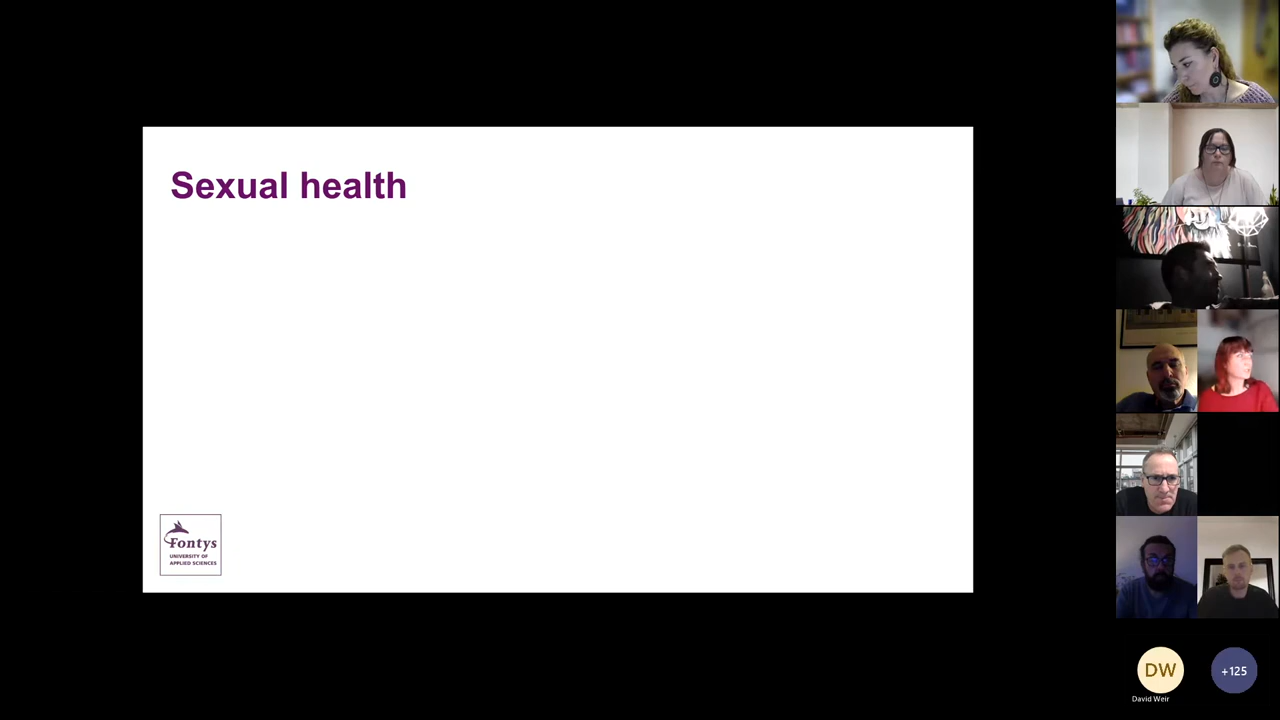 Sexual health
Fontys
UNIVERSITY OF
APPLIED SCIENCES
DW
+125
David Weir